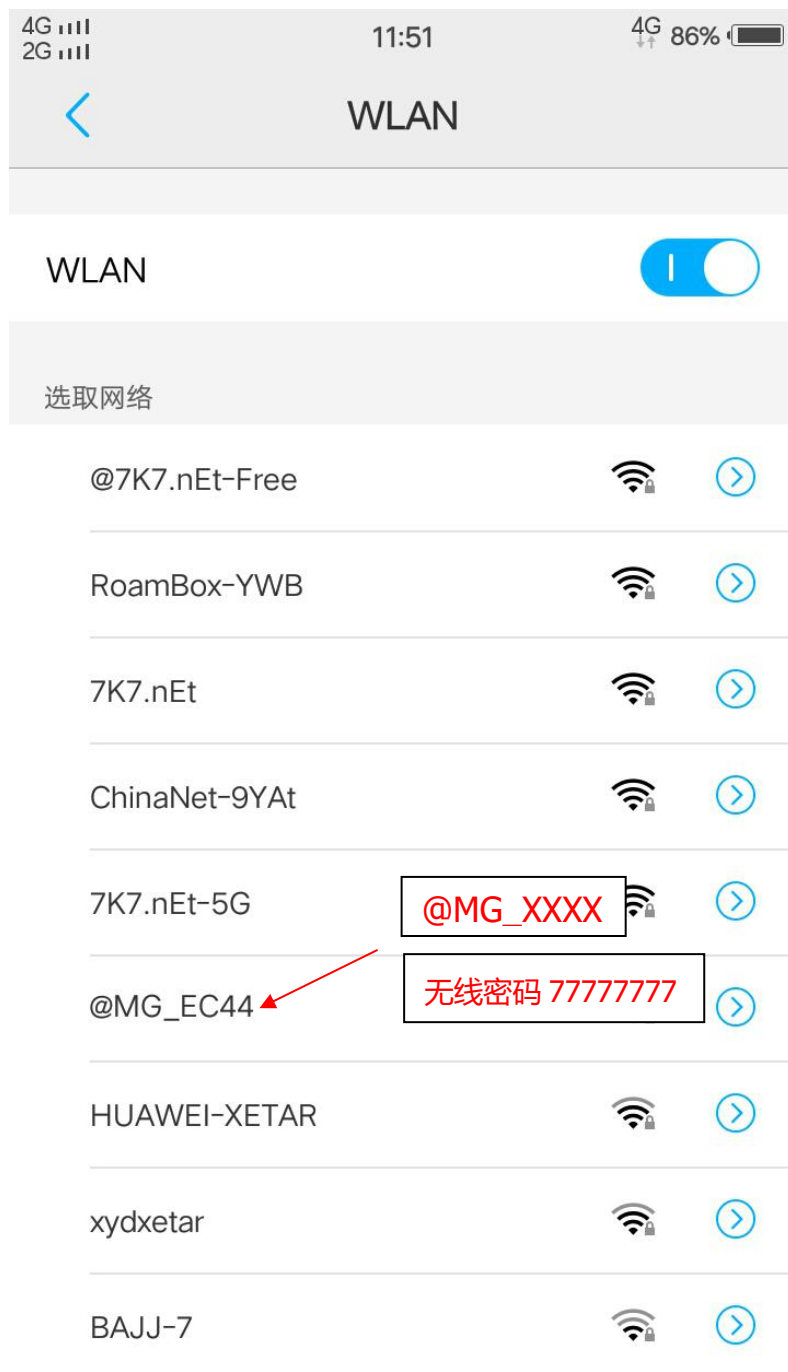 4G
2G
11:51
4G 86%
WLAN
WLAN
选取网络
@7K7.nEt-Free
RoamBox-YWB
7K7.nEt
ChinaNet-9YAt
7K7.nEt-5G
@MG_XXXX
无线密码 77777777
@MG_EC44
HUAWEI-XETAR
xydxetar
BAJJ-7